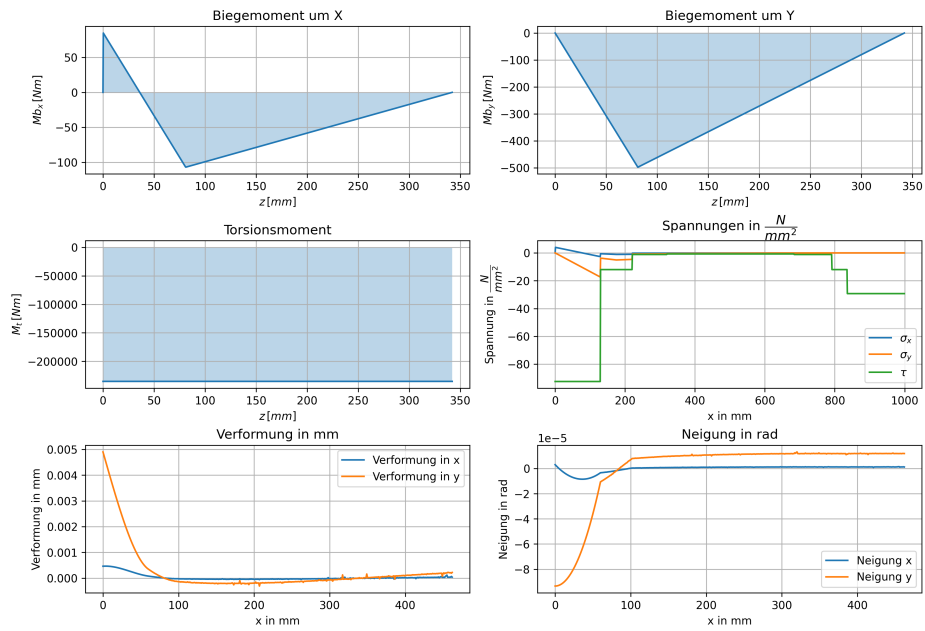 Biegemoment um X
Mb_x [Nm]
50
0
−50
−100
0 50 100 150 200 250 300 350
z [mm]
Biegemoment um Y
Mb_y [Nm]
0
−100
−200
−300
−400
−500
0 50 100 150 200 250 300 350
z [mm]
Torsionsmoment
M_t [Nm]
0
−50000
−100000
−150000
−200000
0 50 100 150 200 250 300 350
z [mm]
Spannungen in N/mm²
Spannung in N/mm²
0
−20
−40
−60
−80
σ_x
σ_y
τ
0 200 400 600 800 1000
x in mm
Verformung in mm
Verformung in mm
0.005
0.004
0.003
0.002
0.001
0.000
Verformung in x
Verformung in y
0 100 200 300 400
x in mm
Neigung in rad
1e−5
Neigung in rad
0
−2
−4
−6
−8
Neigung x
Neigung y
0 100 200 300 400
x in mm